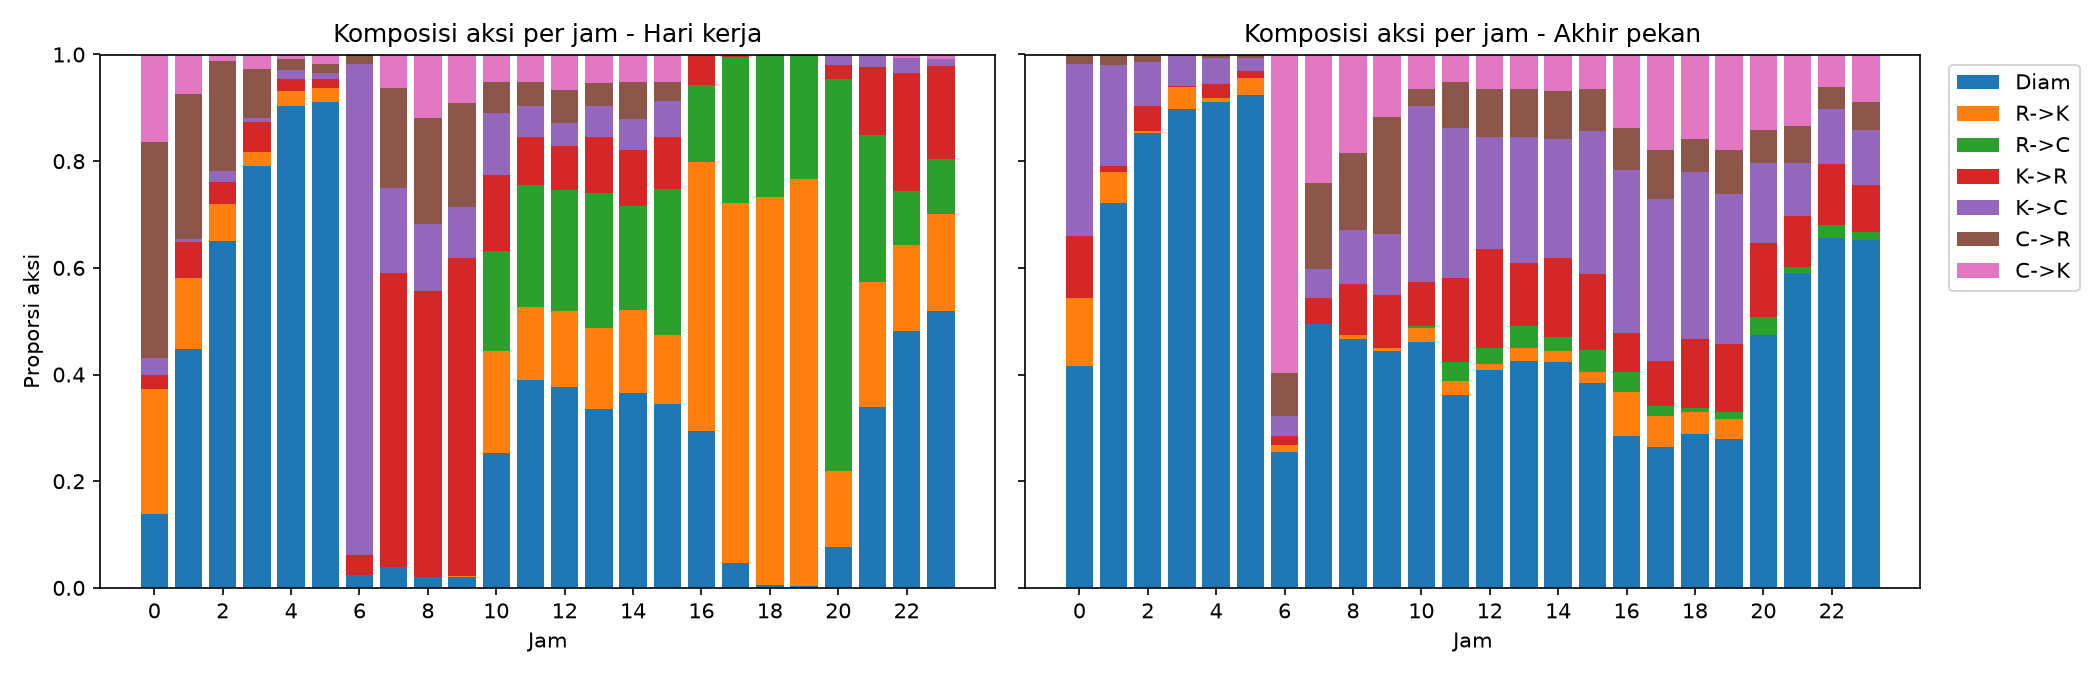 Komposisi aksi per jam - Hari kerja
Komposisi aksi per jam - Akhir pekan
Proporsi aksi
1.0
0.8
0.6
0.4
0.2
0.0
0 2 4 6 8 10 12 14 16 18 20 22
Jam
0 2 4 6 8 10 12 14 16 18 20 22
Jam
Diam
R->K
R->C
K->R
K->C
C->R
C->K